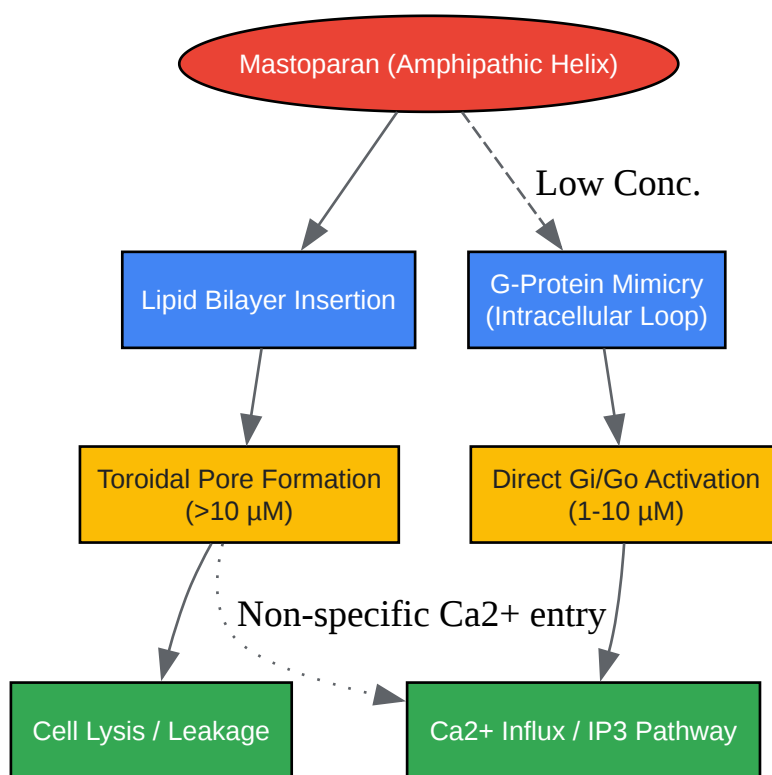 Mastoparan (Amphipathic Helix)
Low Conc.
Lipid Bilayer Insertion
G-Protein Mimicry
(Intracellular Loop)
Toroidal Pore Formation
(>10 µM)
Direct Gi/Go Activation
(1-10 µM)
Non-specific Ca2+ entry
Cell Lysis / Leakage
Ca2+ Influx / IP3 Pathway